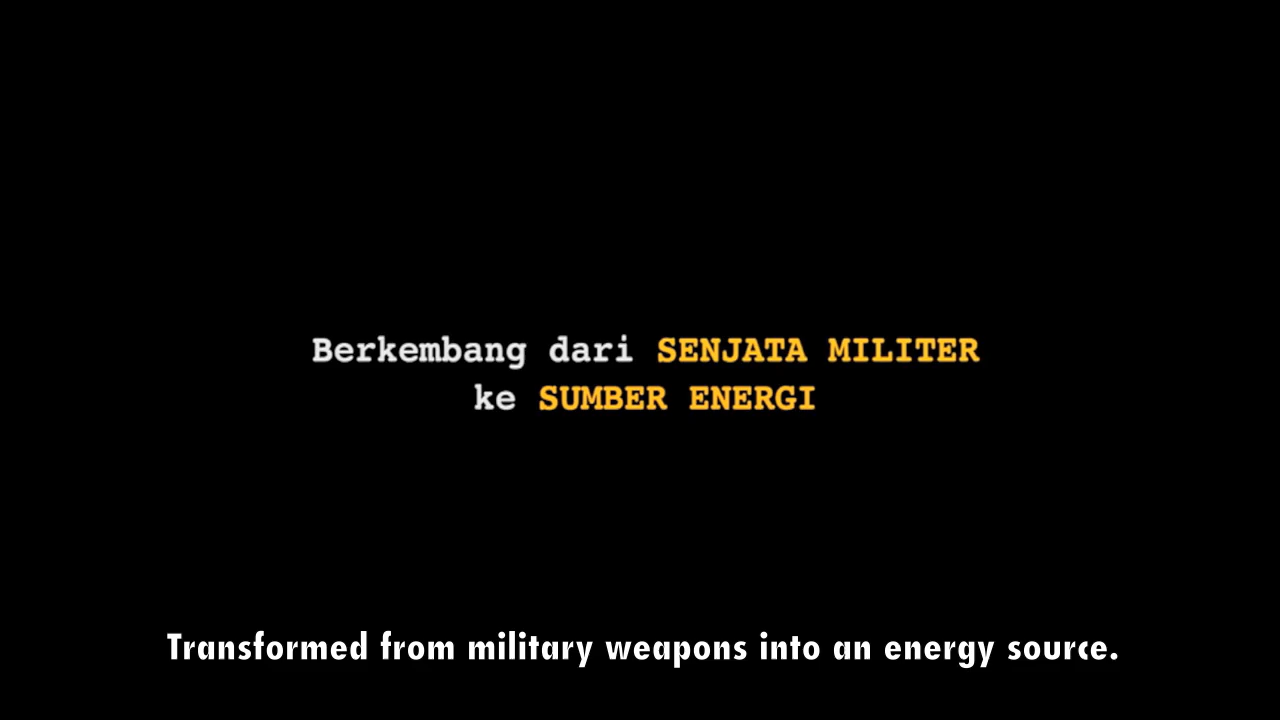 Berkembang dari SENJATA MILITER
ke SUMBER ENERGI
Transformed from military weapons into an energy source.